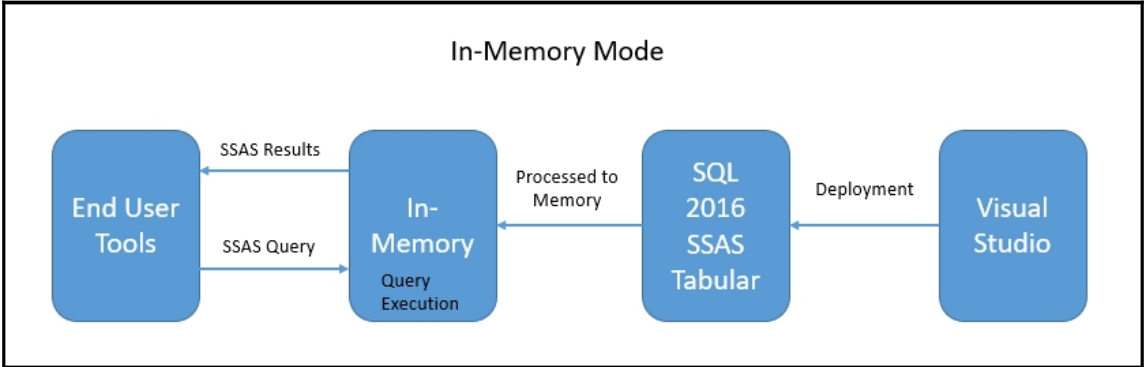 In-Memory Mode
End User
Tools
SSAS Results
SSAS Query
In-
Memory
Query
Execution
Processed to
Memory
SQL
2016
SSAS
Tabular
Deployment
Visual
Studio